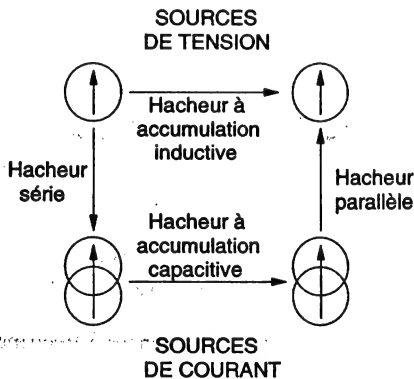 SOURCES
DE TENSION
Hacheur à
accumulation
inductive
Hacheur
série
Hacheur
parallèle
Hacheur à
accumulation
capacitive
SOURCES
DE COURANT